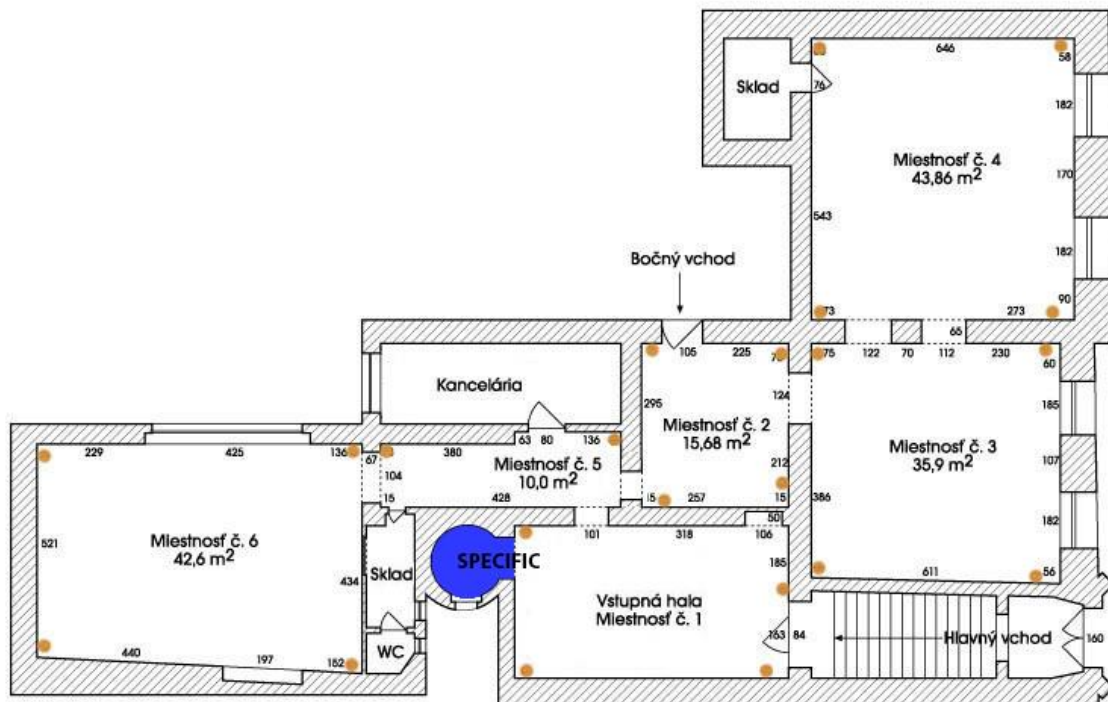 646
58
Sklad
76
182
Miestnosť č. 4
43,86 m²
170
543
182
Bočný vchod
90
73
273
65
105
225
75
122
70
112
230
60
Kancelária
124
295
185
Miestnosť č. 2
15,68 m²
Miestnosť č. 3
35,9 m²
107
229
425
136
67
380
63
80
136
104
Miestnosť č. 5
10,0 m²
212
15
428
15
257
15
386
182
50
101
318
106
521
Miestnosť č. 6
42,6 m²
434
Sklad
SPECIFIC
185
611
56
Vstupná hala
Miestnosť č. 1
163
84
Hlavný vchod
160
WC
440
197
152